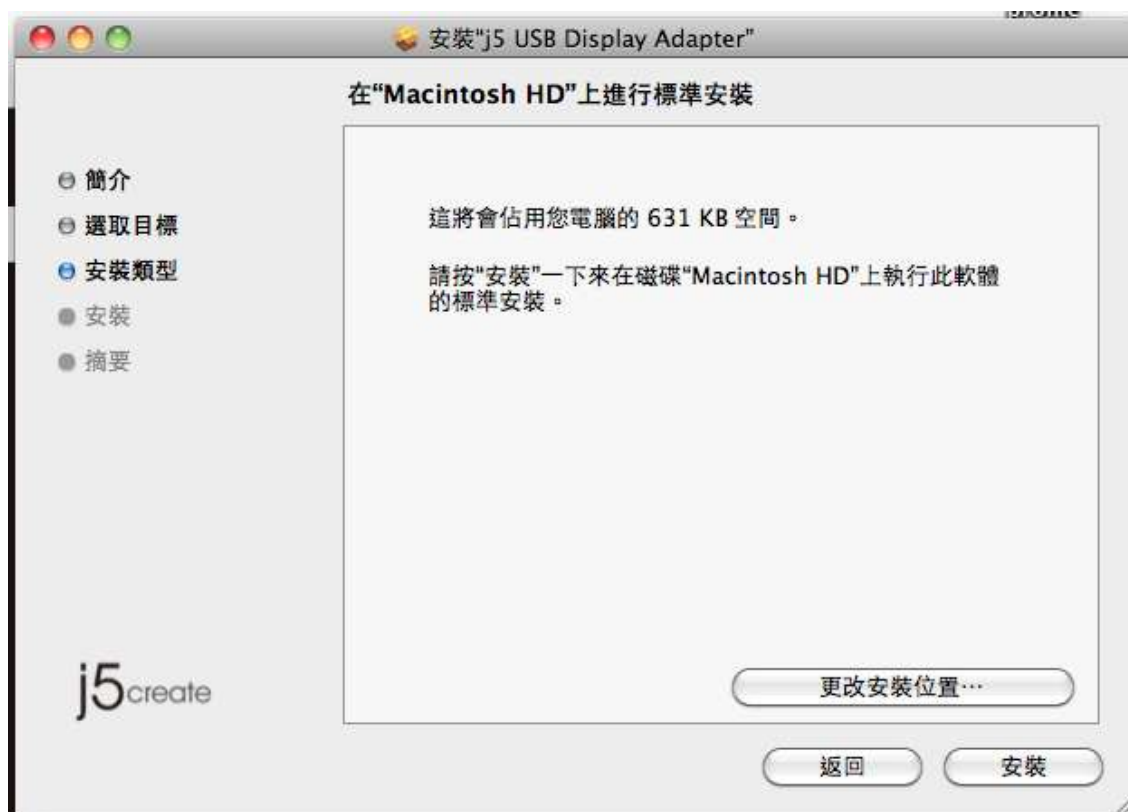 安裝"j5 USB Display Adapter"
在“Macintosh HD”上進行標準安裝
簡介
選取目標
安裝類型
安裝
摘要
這將會佔用您電腦的 631 KB 空間。
請按"安裝"一下來在磁碟“Macintosh HD”上執行此軟體
的標準安裝。
j5create
更改安裝位置⋯
返回
安裝